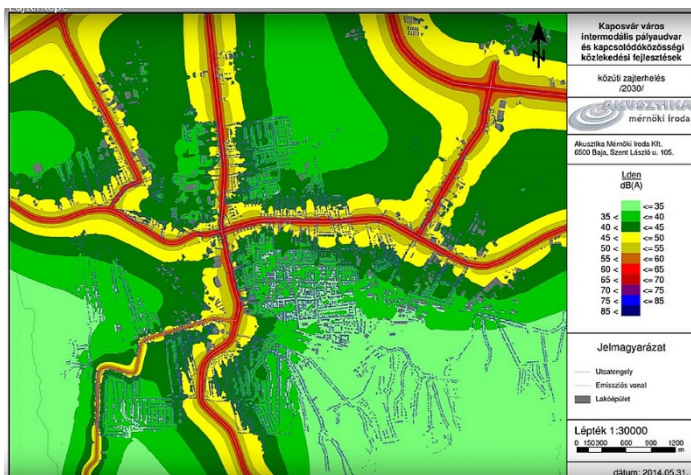 Kaposvár város
intermodális pályaudvar
és kapcsolódóközösségi
közlekedési fejlesztések
közúti zajterhelés
/2030/
AKUSZTIKA
mérnöki iroda
Akusztika Mérnöki Iroda Kft.
6500 Baja, Szent László u. 105.
Lden
dB(A)
<=35
35 < <=40
40 < <=45
45 < <=50
50 < <=55
55 < <=60
60 < <=65
65 < <=70
70 < <=75
75 < <=85
85 <
Jelmagyarázat
Útcatengely
Emissziós vonal
Lakóépület
Lépték 1:30000
0 150300 600 900 1200
m
dátum: 2014.05.31.